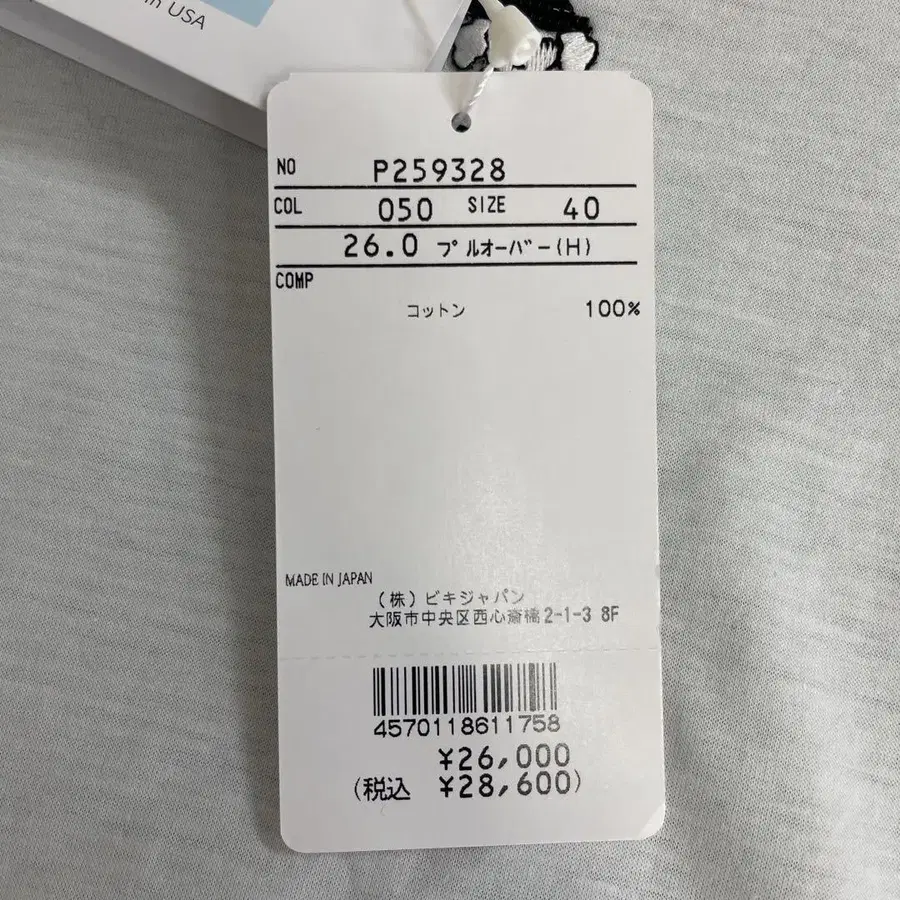 in USA
NO P259328
COL 050 SIZE 40
26.0 プルオーバー(H)
COMP
コットン 100%
MADE IN JAPAN
(株)ビキジャパン
大阪市中央区西心斎橋2-1-3 8F
4570118611758
¥26,000
(税込 ¥28,600)